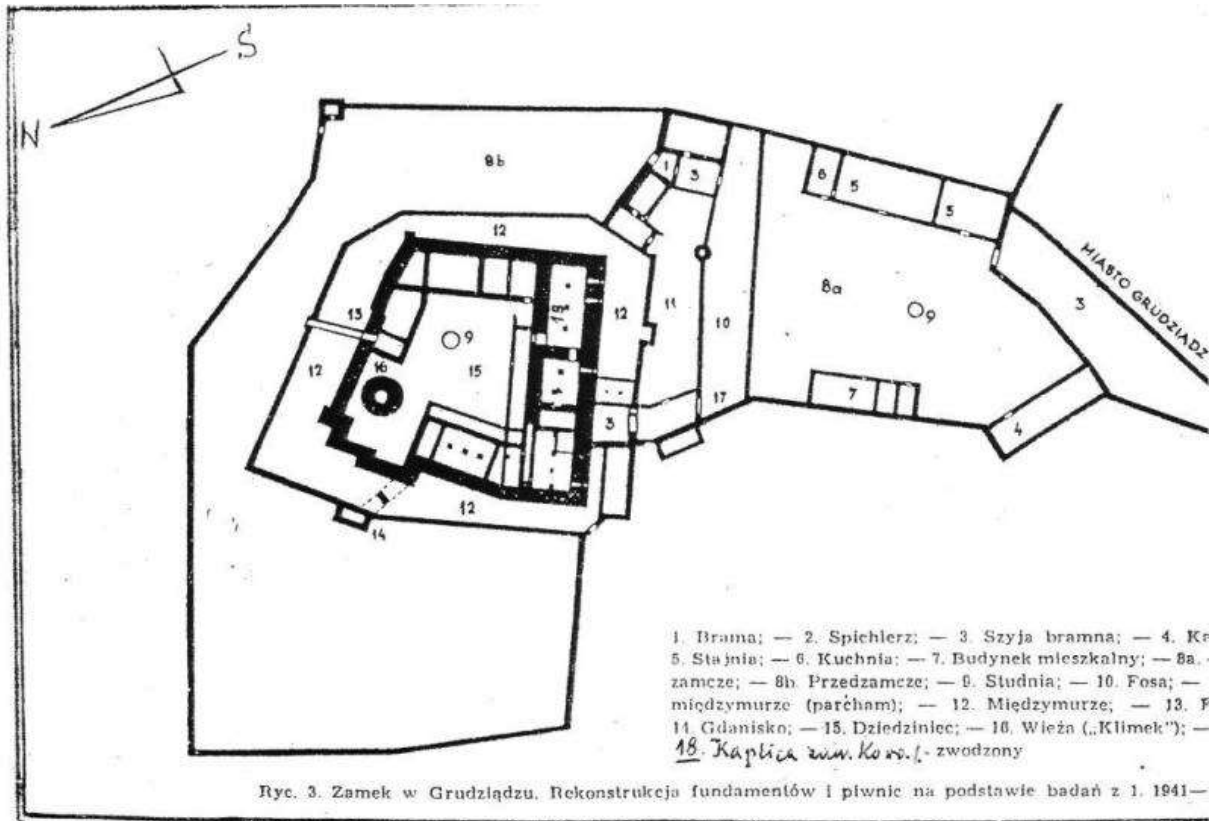 S
N
8b
1
3
6
5
5
12
MIASTO GRUDZIĄDZ
3
8a
9
13
18
12
11
10
9
12
16
15
3
17
7
4
12
14
1. Brama; — 2. Spichlerz; — 3. Szyja bramna; — 4. Ka
5. Stajnia; — 6. Kuchnia; — 7. Budynek mieszkalny; — 8a. -
zamcze; — 8b. Przedzamcze; — 9. Studnia; — 10. Fosa; —
międzymurze (parcham); — 12. Międzymurze; — 13. F
14. Gdanisko; — 15. Dziedziniec; — 16. Wieża („Klimek"); —
18. Kaplica - zwodzony
Ryc. 3. Zamek w Grudziądzu. Rekonstrukcja fundamentów i piwnic na podstawie badań z l. 1941—